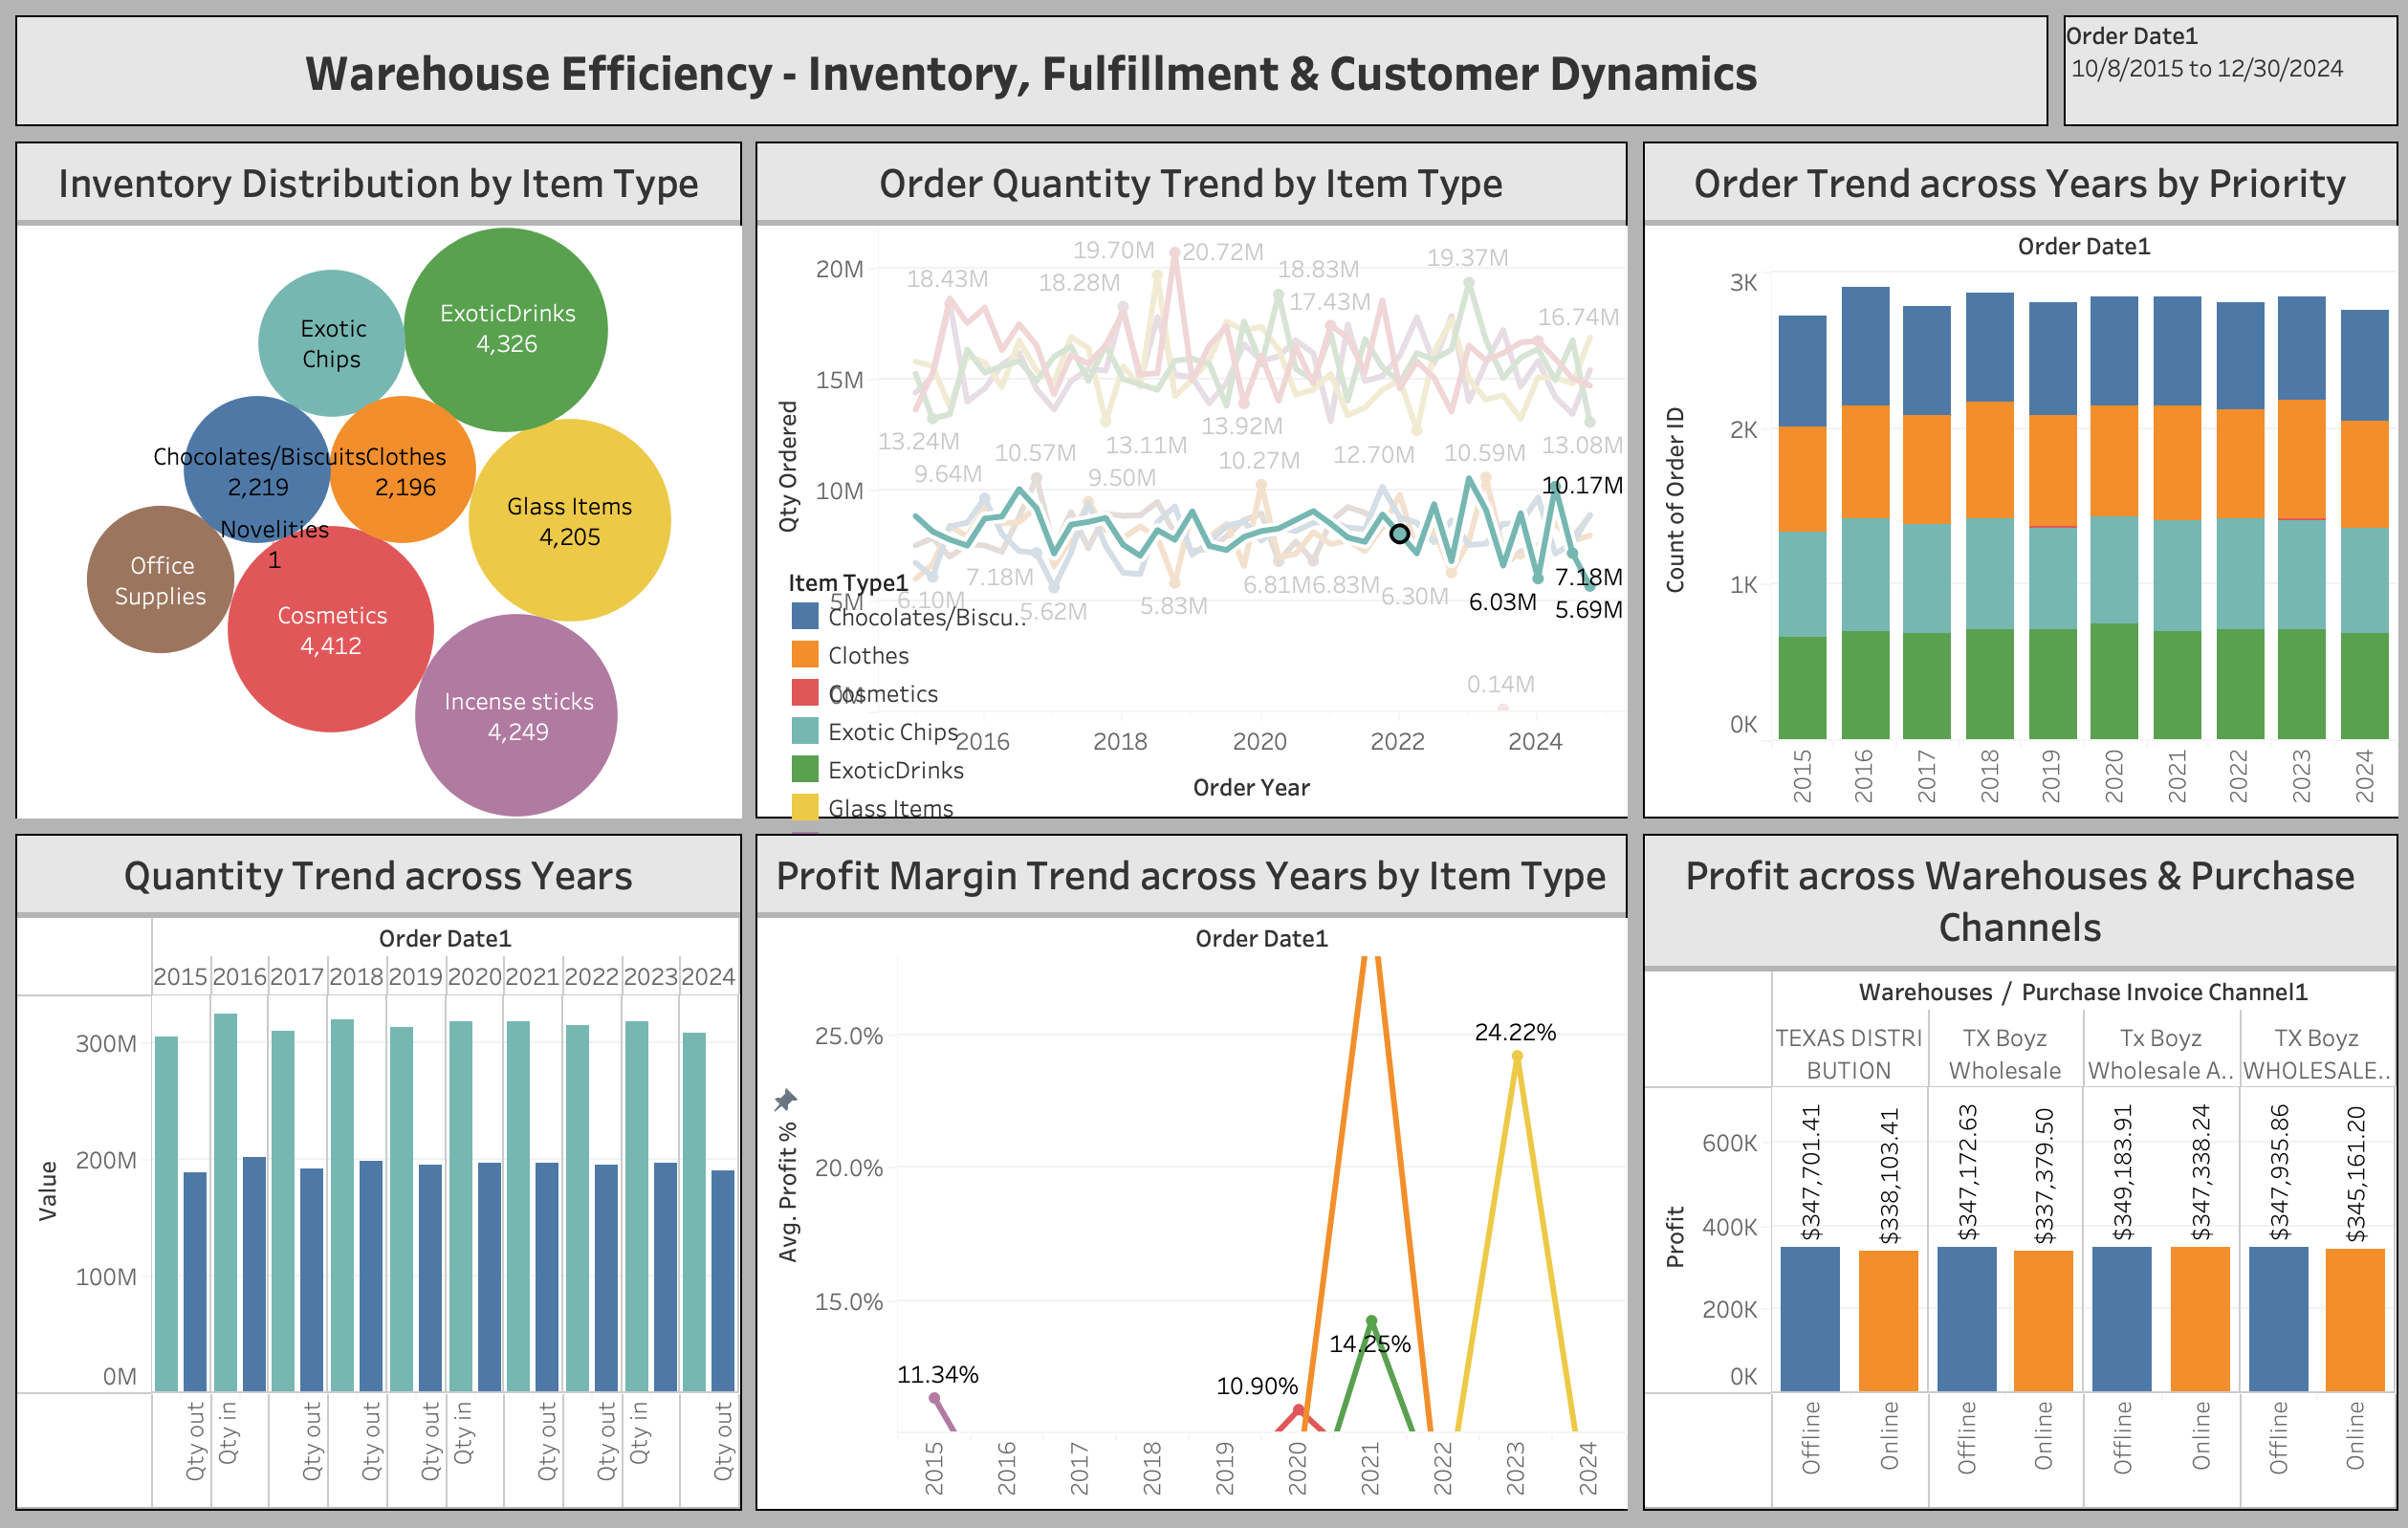 Warehouse Efficiency - Inventory, Fulfillment & Customer Dynamics
Order Date1
10/8/2015 to 12/30/2024
Inventory Distribution by Item Type
ExoticDrinks
4,326
Exotic
Chips
Chocolates/Biscuits
2,219
Clothes
2,196
Glass Items
4,205
Novelities
1
Office
Supplies
Cosmetics
4,412
Incense sticks
4,249
Order Quantity Trend by Item Type
Qty Ordered
20M
15M
10M
5M
0M
19.70M
20.72M
19.37M
18.43M
18.28M
18.83M
17.43M
16.74M
13.24M
13.11M
13.92M
13.08M
9.64M
10.57M
9.50M
10.27M
12.70M
10.59M
10.17M
7.18M
6.10M
5.62M
5.83M
6.81M
6.83M
6.30M
6.03M
7.18M
5.69M
0.14M
Item Type1
Chocolates/Biscu..
Clothes
Cosmetics
Exotic Chips
ExoticDrinks
Glass Items
2016
2018
2020
2022
2024
Order Year
Order Trend across Years by Priority
Order Date1
Count of Order ID
3K
2K
1K
0K
2015
2016
2017
2018
2019
2020
2021
2022
2023
2024
Quantity Trend across Years
Order Date1
2015
2016
2017
2018
2019
2020
2021
2022
2023
2024
Value
300M
200M
100M
0M
Qty out
Qty in
Qty out
Qty out
Qty out
Qty in
Qty out
Qty out
Qty in
Qty out
Profit Margin Trend across Years by Item Type
Order Date1
Avg. Profit %
25.0%
20.0%
15.0%
24.22%
14.25%
11.34%
10.90%
2015
2016
2017
2018
2019
2020
2021
2022
2023
2024
Profit across Warehouses & Purchase
Channels
Warehouses / Purchase Invoice Channel1
TEXAS DISTRI
BUTION
TX Boyz
Wholesale
Tx Boyz
Wholesale A..
TX Boyz
WHOLESALE..
Profit
600K
400K
200K
0K
$347,701.41
$338,103.41
$347,172.63
$337,379.50
$349,183.91
$347,338.24
$347,935.86
$345,161.20
Offline
Online
Offline
Online
Offline
Online
Offline
Online